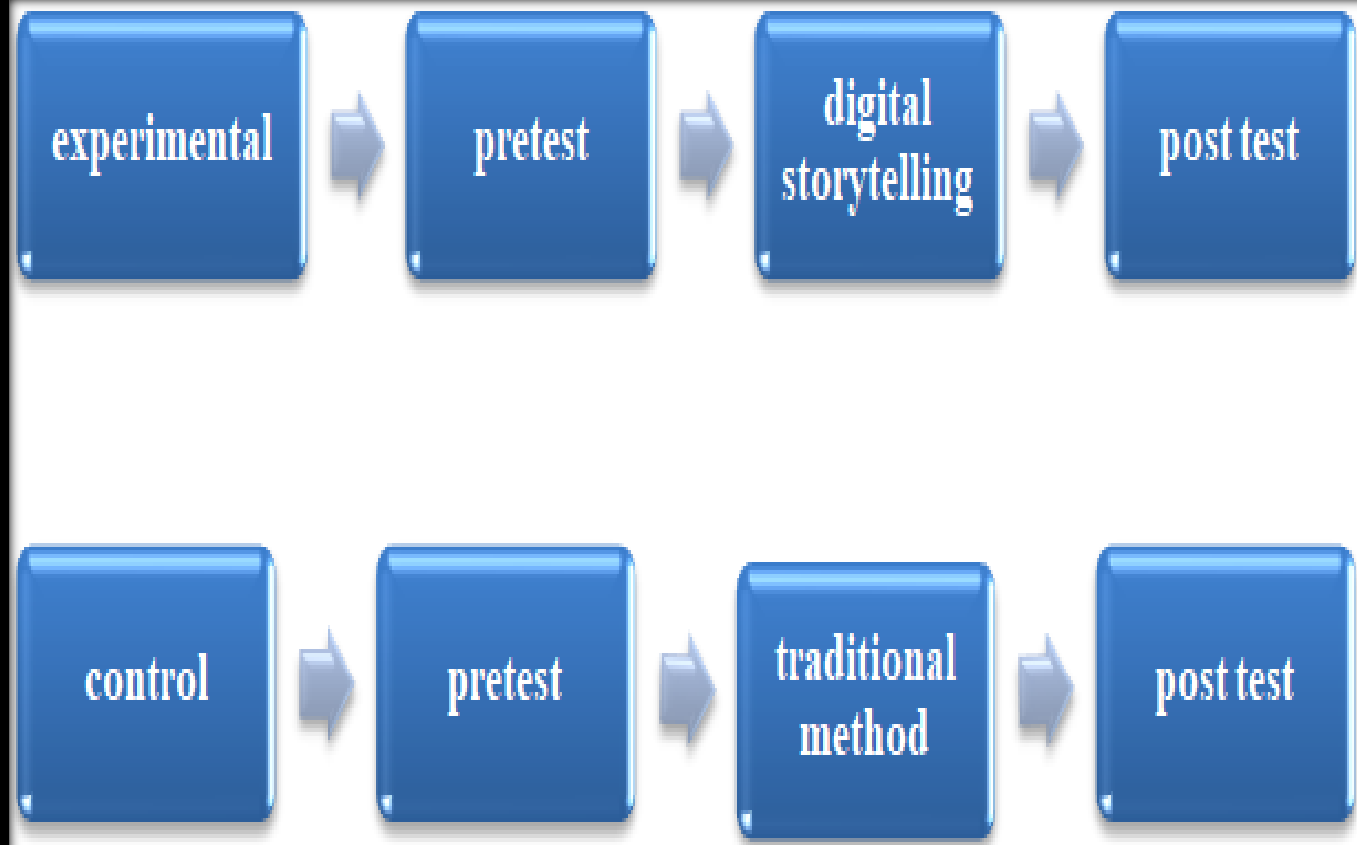 experimental
pretest
digital
storytelling
post test
control
pretest
traditional
method
post test